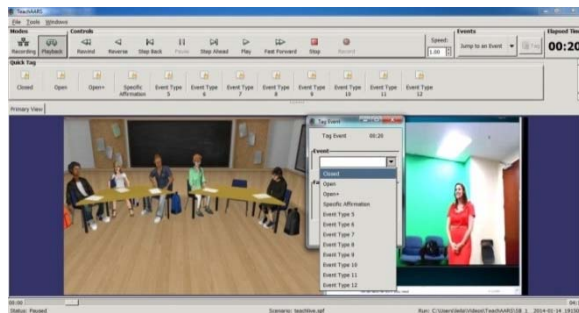 TeachAARS
File Tools Windows
Modes Controls Events Elapsed Time
Recording Playback Rewind Reverse Step Back Pause Step Ahead Play Fast Forward Stop Record Speed: 1.00 Jump to an Event Tag 00:20
Quick Tag
Closed Open Open+ Specific Affirmation Event Type 5 Event Type 6 Event Type 7 Event Type 8 Event Type 9 Event Type 10 Event Type 11 Event Type 12
Primary View
Tag Event
Tag Event 00:20
Event
Closed
Open
Open+
Specific Affirmation
Event Type 5
Event Type 6
Event Type 7
Event Type 8
Event Type 9
Event Type 10
Event Type 11
Event Type 12
00:00
Status: Paused